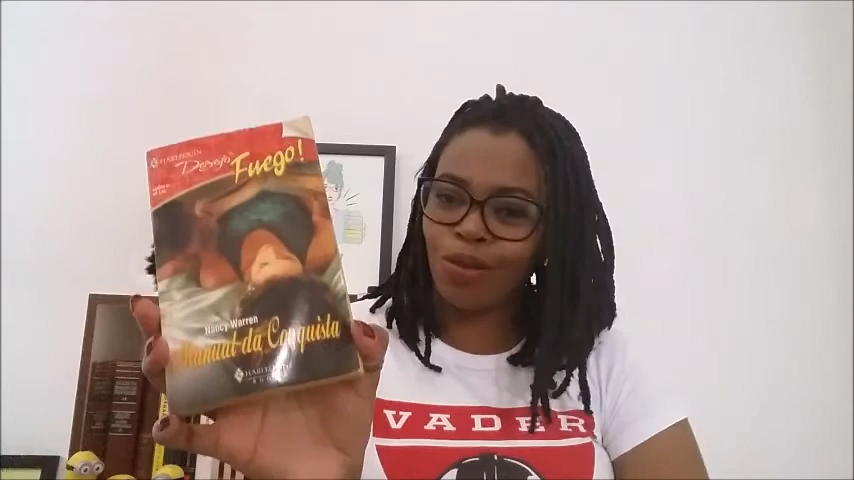 HARLEQUIN
Desejo
Fuego!
Nancy Warren
Manual da Conquista
HARLEQUIN
VADER